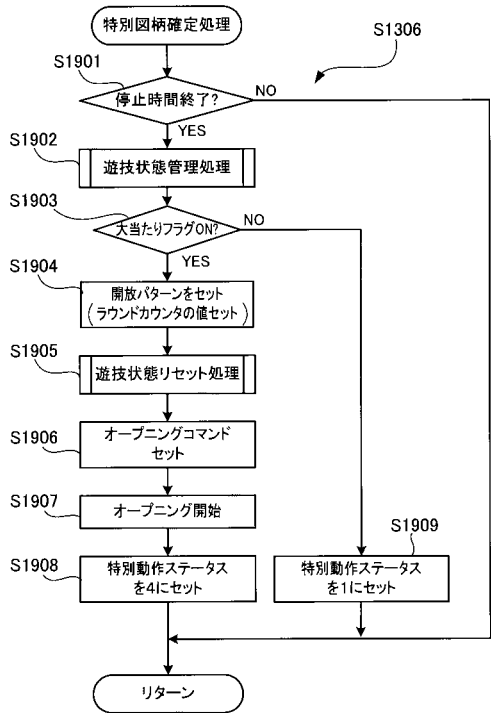 特別図柄確定処理
S1306
S1901
停止時間終了?
NO
YES
S1902
遊技状態管理処理
S1903
大当たりフラグON?
NO
YES
S1904
開放パターンをセット
(ラウンドカウンタの値セット)
S1905
遊技状態リセット処理
S1906
オープニングコマンド
セット
S1907
オープニング開始
S1908
特別動作ステータス
を4にセット
S1909
特別動作ステータス
を1にセット
リターン